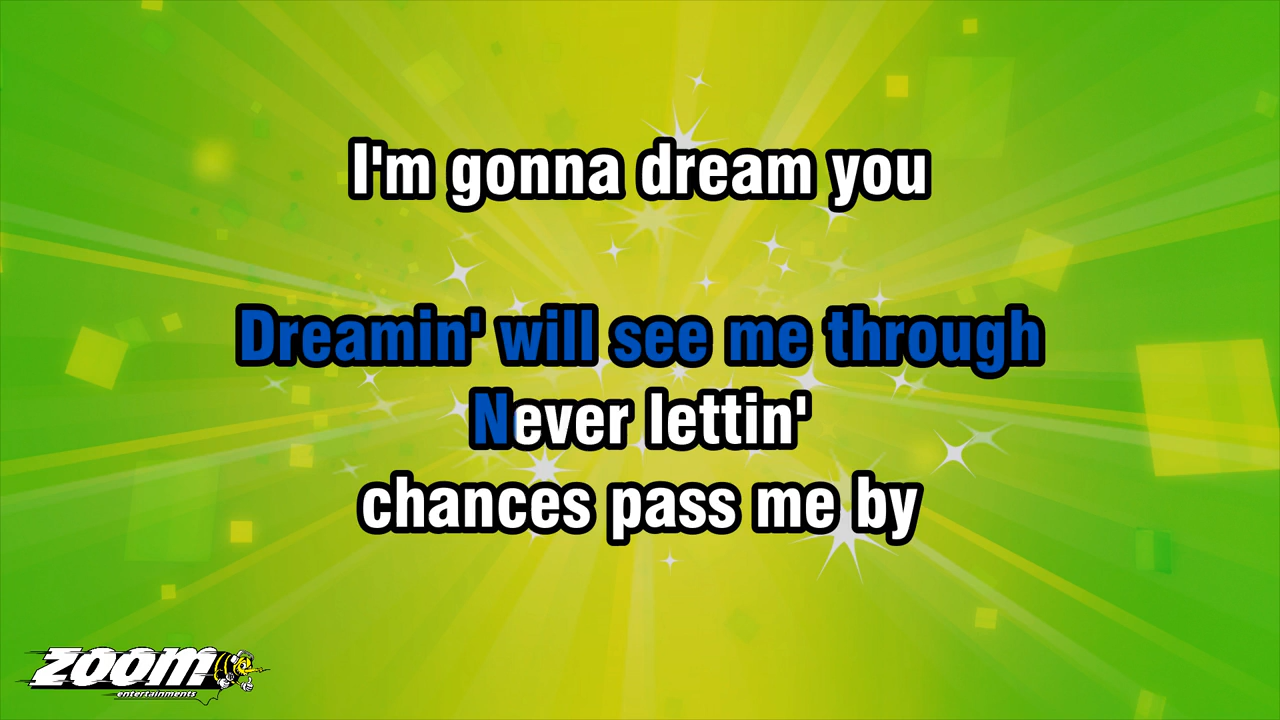 I'm gonna dream you
Dreamin' will see me through
Never lettin'
chances pass me by
zoom
entertainments